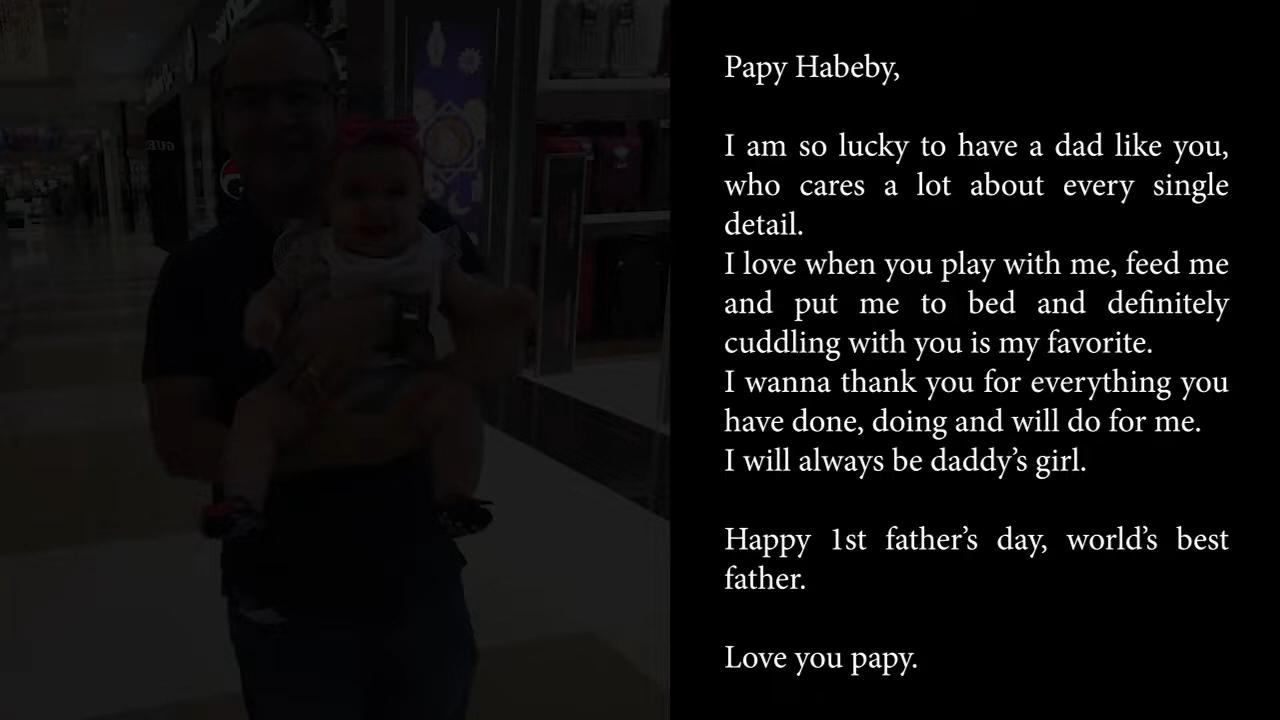 Papy Habeby,
I am so lucky to have a dad like you,
who cares a lot about every single
detail.
I love when you play with me, feed me
and put me to bed and definitely
cuddling with you is my favorite.
I wanna thank you for everything you
have done, doing and will do for me.
I will always be daddy’s girl.
Happy 1st father’s day, world’s best
father.
Love you papy.